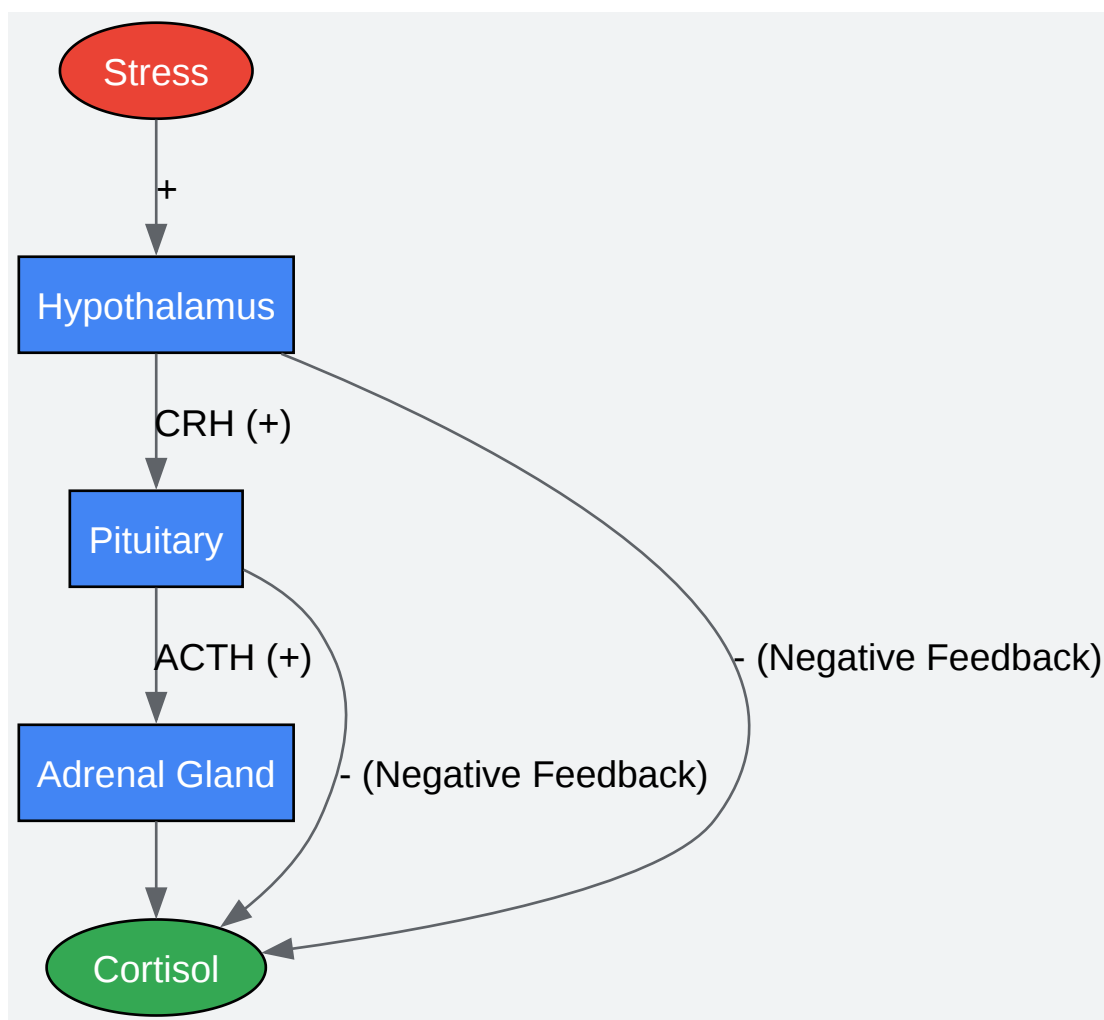 Stress
+
Hypothalamus
CRH (+)
Pituitary
ACTH (+)
- (Negative Feedback)
Adrenal Gland
- (Negative Feedback)
Cortisol